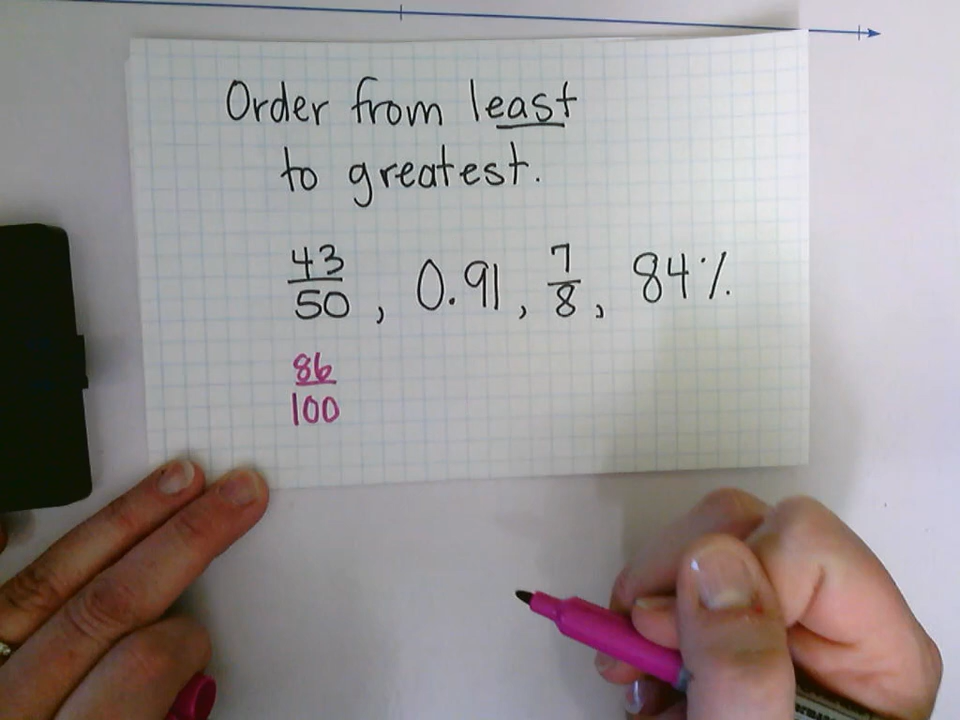 Order from least
to greatest.
43/50, 0.91, 7/8, 84%
86/100